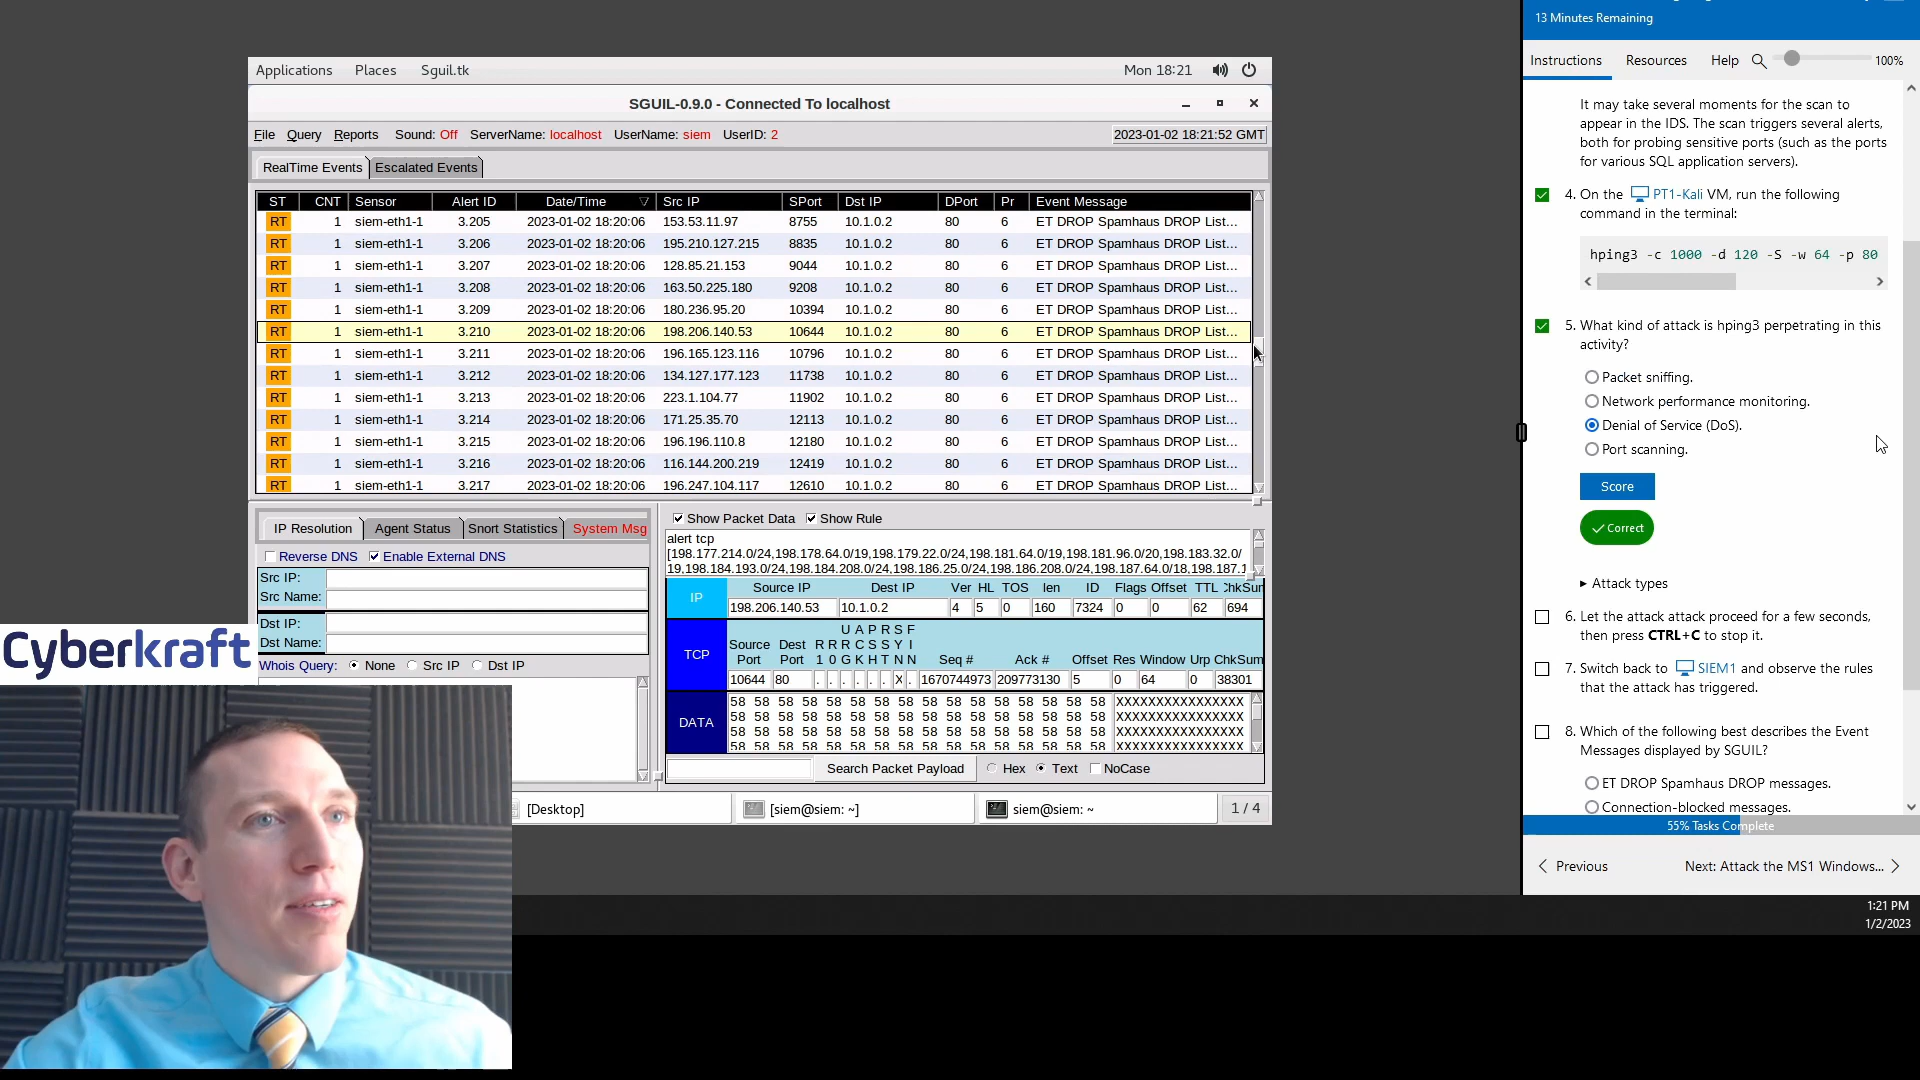 Applications Places Sguil.tk Mon 18:21
SGUIL-0.9.0 - Connected To localhost
File Query Reports Sound: Off ServerName: localhost UserName: siem UserID: 2 2023-01-02 18:21:52 GMT
RealTime Events Escalated Events
ST CNT Sensor Alert ID Date/Time Src IP SPort Dst IP DPort Pr Event Message
RT 1 siem-eth1-1 3.205 2023-01-02 18:20:06 153.53.11.97 8755 10.1.0.2 80 6 ET DROP Spamhaus DROP List...
RT 1 siem-eth1-1 3.206 2023-01-02 18:20:06 195.210.127.215 8835 10.1.0.2 80 6 ET DROP Spamhaus DROP List...
RT 1 siem-eth1-1 3.207 2023-01-02 18:20:06 128.85.21.153 9044 10.1.0.2 80 6 ET DROP Spamhaus DROP List...
RT 1 siem-eth1-1 3.208 2023-01-02 18:20:06 163.50.225.180 9208 10.1.0.2 80 6 ET DROP Spamhaus DROP List...
RT 1 siem-eth1-1 3.209 2023-01-02 18:20:06 180.236.95.20 10394 10.1.0.2 80 6 ET DROP Spamhaus DROP List...
RT 1 siem-eth1-1 3.210 2023-01-02 18:20:06 198.206.140.53 10644 10.1.0.2 80 6 ET DROP Spamhaus DROP List...
RT 1 siem-eth1-1 3.211 2023-01-02 18:20:06 196.165.123.116 10796 10.1.0.2 80 6 ET DROP Spamhaus DROP List...
RT 1 siem-eth1-1 3.212 2023-01-02 18:20:06 134.127.177.123 11738 10.1.0.2 80 6 ET DROP Spamhaus DROP List...
RT 1 siem-eth1-1 3.213 2023-01-02 18:20:06 223.1.104.77 11902 10.1.0.2 80 6 ET DROP Spamhaus DROP List...
RT 1 siem-eth1-1 3.214 2023-01-02 18:20:06 171.25.35.70 12113 10.1.0.2 80 6 ET DROP Spamhaus DROP List...
RT 1 siem-eth1-1 3.215 2023-01-02 18:20:06 196.196.110.8 12180 10.1.0.2 80 6 ET DROP Spamhaus DROP List...
RT 1 siem-eth1-1 3.216 2023-01-02 18:20:06 116.144.200.219 12419 10.1.0.2 80 6 ET DROP Spamhaus DROP List...
RT 1 siem-eth1-1 3.217 2023-01-02 18:20:06 196.247.104.117 12610 10.1.0.2 80 6 ET DROP Spamhaus DROP List...
IP Resolution Agent Status Snort Statistics System Msg
Reverse DNS Enable External DNS
Src IP:
Src Name:
Dst IP:
Dst Name:
Whois Query: None Src IP Dst IP
Show Packet Data Show Rule
alert tcp
[198.177.214.0/24,198.178.64.0/19,198.179.22.0/24,198.181.64.0/19,198.181.96.0/20,198.183.32.0/
19,198.184.193.0/24,198.184.208.0/24,198.186.25.0/24,198.186.208.0/24,198.187.64.0/18,198.187.1
IP
Source IP Dest IP Ver HL TOS len ID Flags Offset TTL ChkSum
198.206.140.53 10.1.0.2 4 5 0 160 7324 0 0 62 694
TCP
U A P R S F
Source Dest R R R C S S Y I
Port Port 1 0 G K H T N N Seq # Ack # Offset Res Window Urp ChkSum
10644 80 . . . . . . X . 1670744973 209773130 5 0 64 0 38301
DATA
58 58 58 58 58 58 58 58 58 58 58 58 58 58 58 58 XXXXXXXXXXXXXXXX
58 58 58 58 58 58 58 58 58 58 58 58 58 58 58 58 XXXXXXXXXXXXXXXX
58 58 58 58 58 58 58 58 58 58 58 58 58 58 58 58 XXXXXXXXXXXXXXXX
58 58 58 58 58 58 58 58 58 58 58 58 58 58 58 58 XXXXXXXXXXXXXXXX
Search Packet Payload Hex Text NoCase
[Desktop] [siem@siem: ~] siem@siem: ~ 1 / 4
Cyberkraft
13 Minutes Remaining
Instructions Resources Help 100%
It may take several moments for the scan to
appear in the IDS. The scan triggers several alerts,
both for probing sensitive ports (such as the ports
for various SQL application servers).
4. On the PT1-Kali VM, run the following
command in the terminal:
hping3 -c 1000 -d 120 -S -w 64 -p 80
5. What kind of attack is hping3 perpetrating in this
activity?
Packet sniffing.
Network performance monitoring.
Denial of Service (DoS).
Port scanning.
Score
Correct
Attack types
6. Let the attack attack proceed for a few seconds,
then press CTRL+C to stop it.
7. Switch back to SIEM1 and observe the rules
that the attack has triggered.
8. Which of the following best describes the Event
Messages displayed by SGUIL?
ET DROP Spamhaus DROP messages.
Connection-blocked messages.
55% Tasks Complete
Previous Next: Attack the MS1 Windows...
1:21 PM
1/2/2023